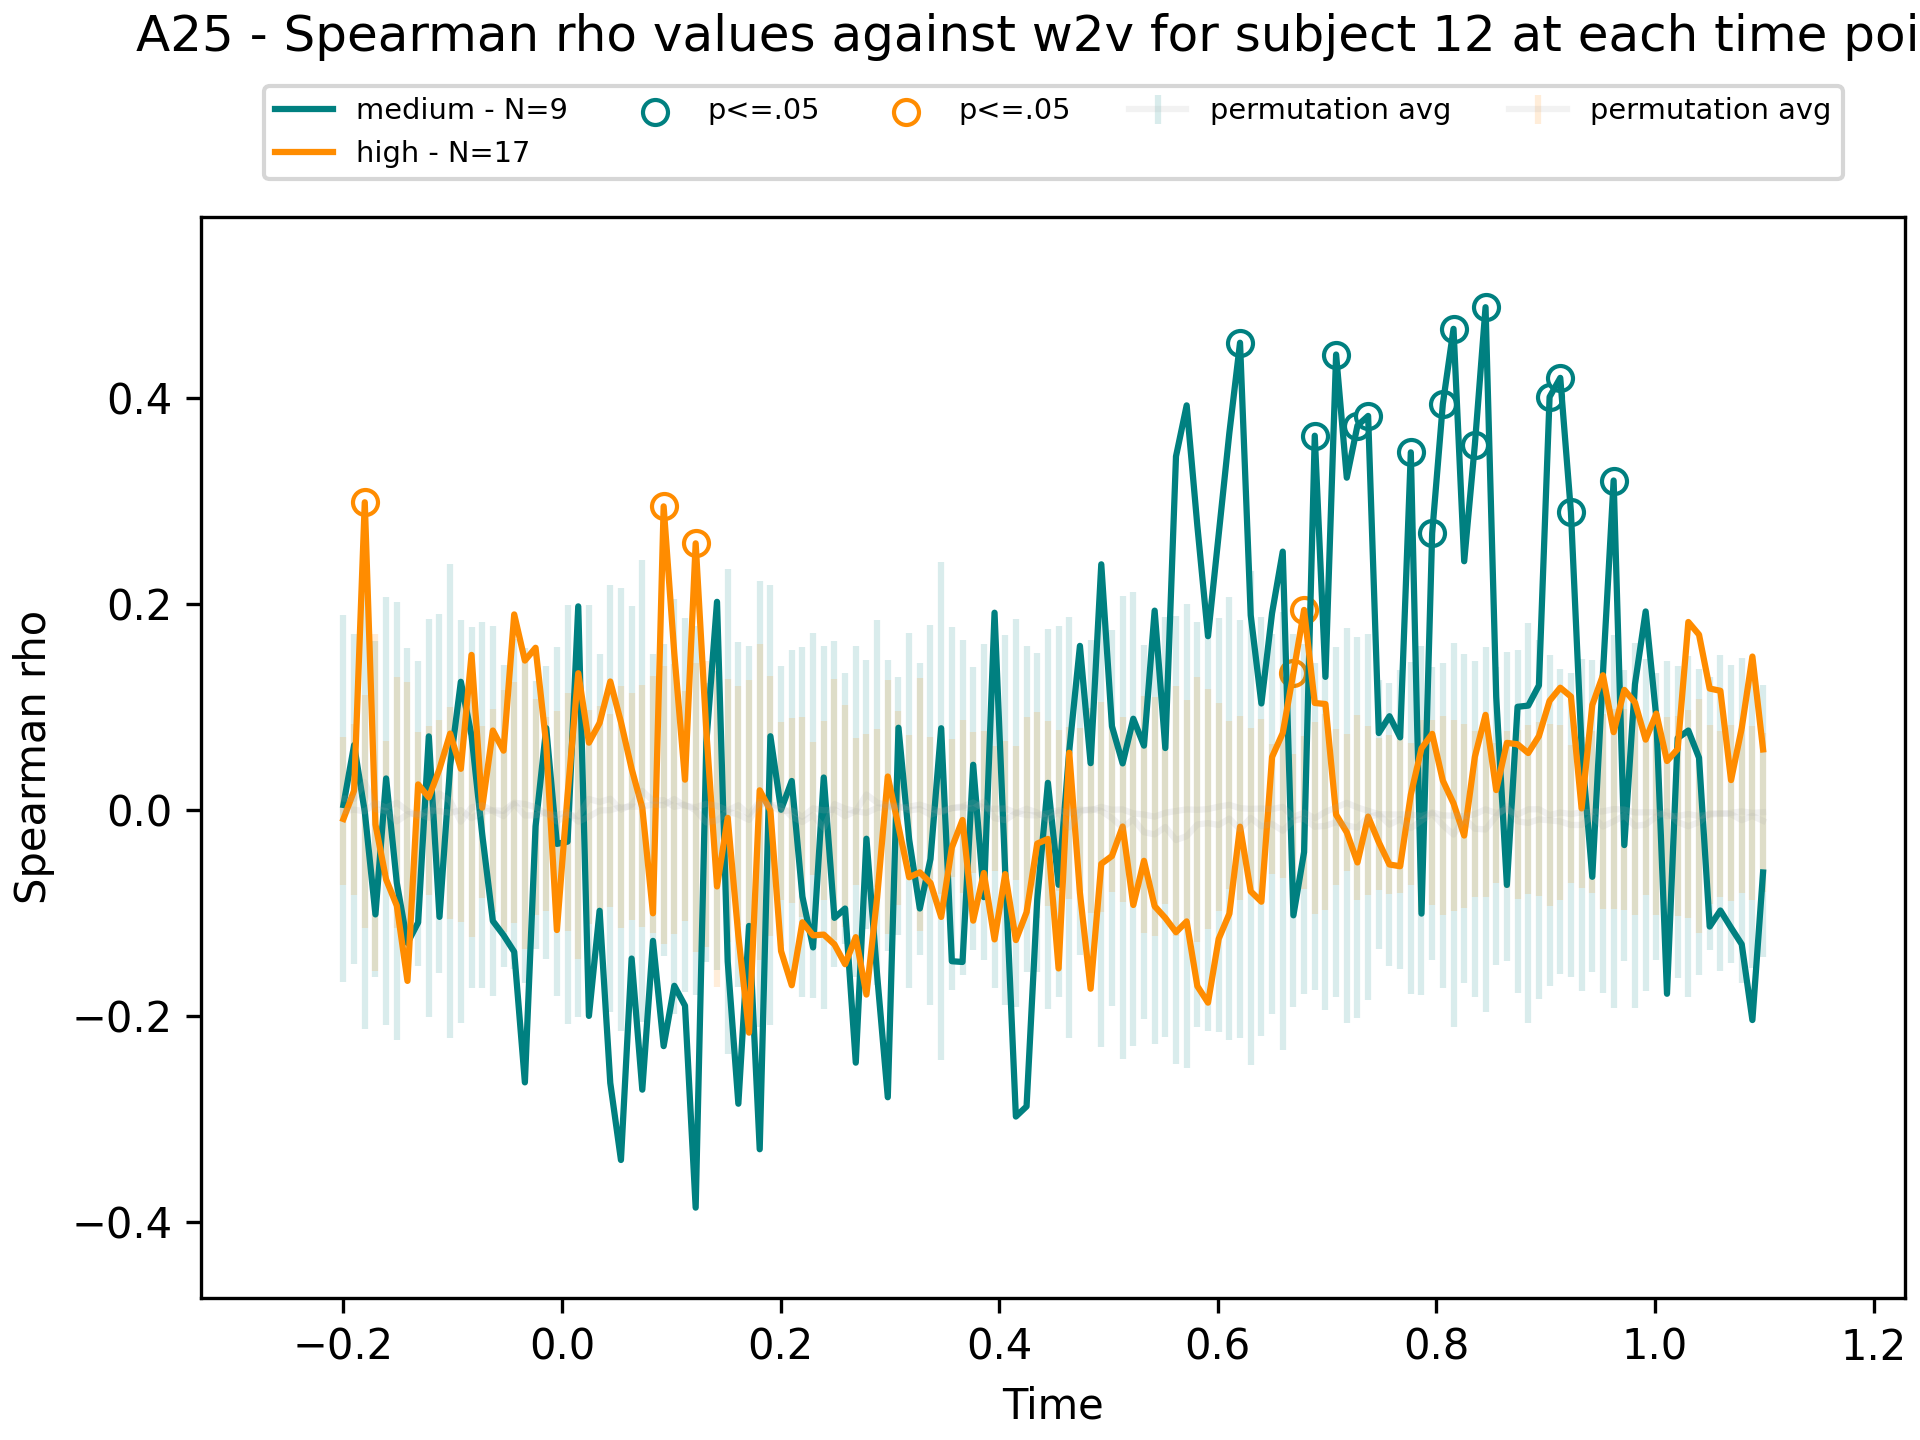 A25 - Spearman rho values against w2v for subject 12 at each time poi
medium - N=9
high - N=17
p<=.05
p<=.05
permutation avg
permutation avg
Spearman rho
0.4
0.2
0.0
−0.2
−0.4
−0.2 0.0 0.2 0.4 0.6 0.8 1.0 1.2
Time